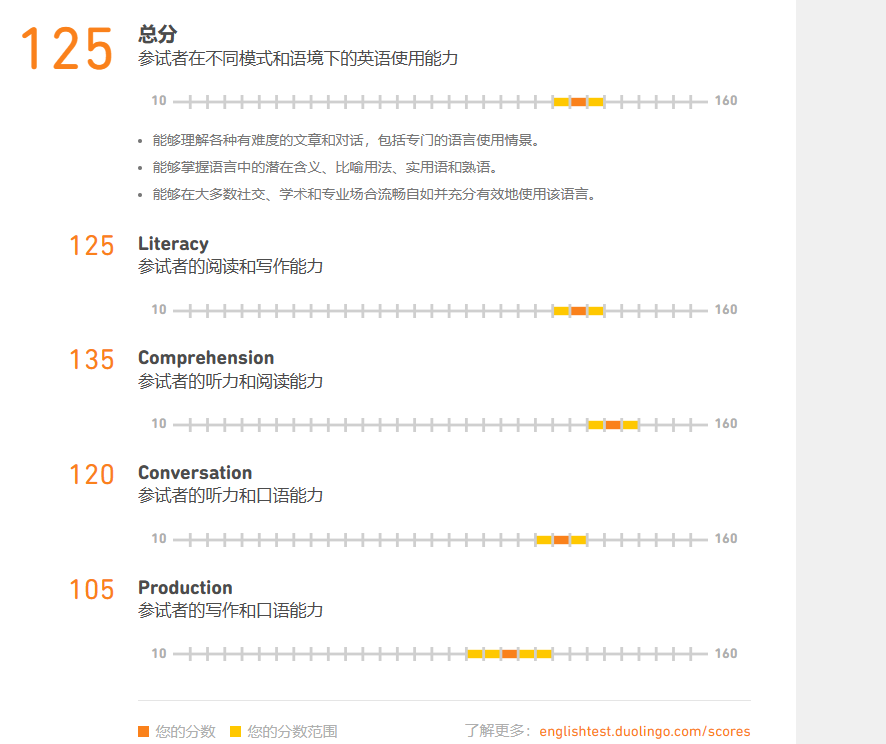 125 总分
参试者在不同模式和语境下的英语使用能力
10 160
• 能够理解各种有难度的文章和对话，包括专门的语言使用情景。
• 能够掌握语言中的潜在含义、比喻用法、实用语和熟语。
• 能够在大多数社交、学术和专业场合流畅自如并充分有效地使用该语言。
125 Literacy
参试者的阅读和写作能力
10 160
135 Comprehension
参试者的听力和阅读能力
10 160
120 Conversation
参试者的听力和口语能力
10 160
105 Production
参试者的写作和口语能力
10 160
您的分数 您的分数范围 了解更多：englishtest.duolingo.com/scores